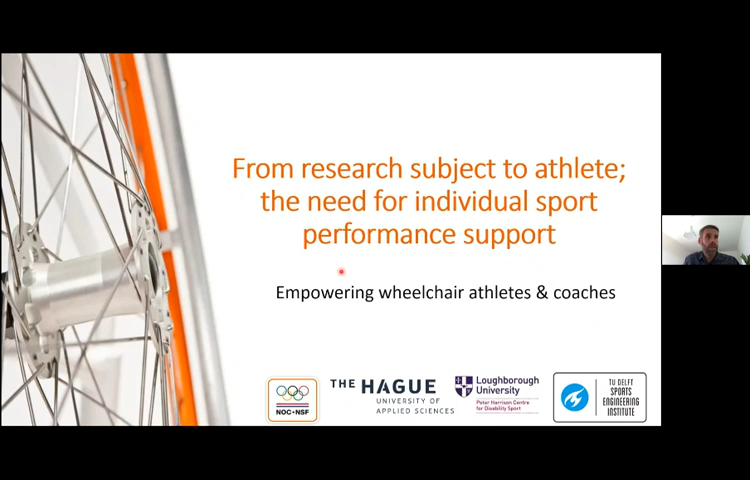 From research subject to athlete;
the need for individual sport
performance support
Empowering wheelchair athletes & coaches
NOC*NSF
THE HAGUE
UNIVERSITY OF
APPLIED SCIENCES
Loughborough
University
Peter Harrison Centre
for Disability Sport
TU DELFT
SPORTS
ENGINEERING
INSTITUTE